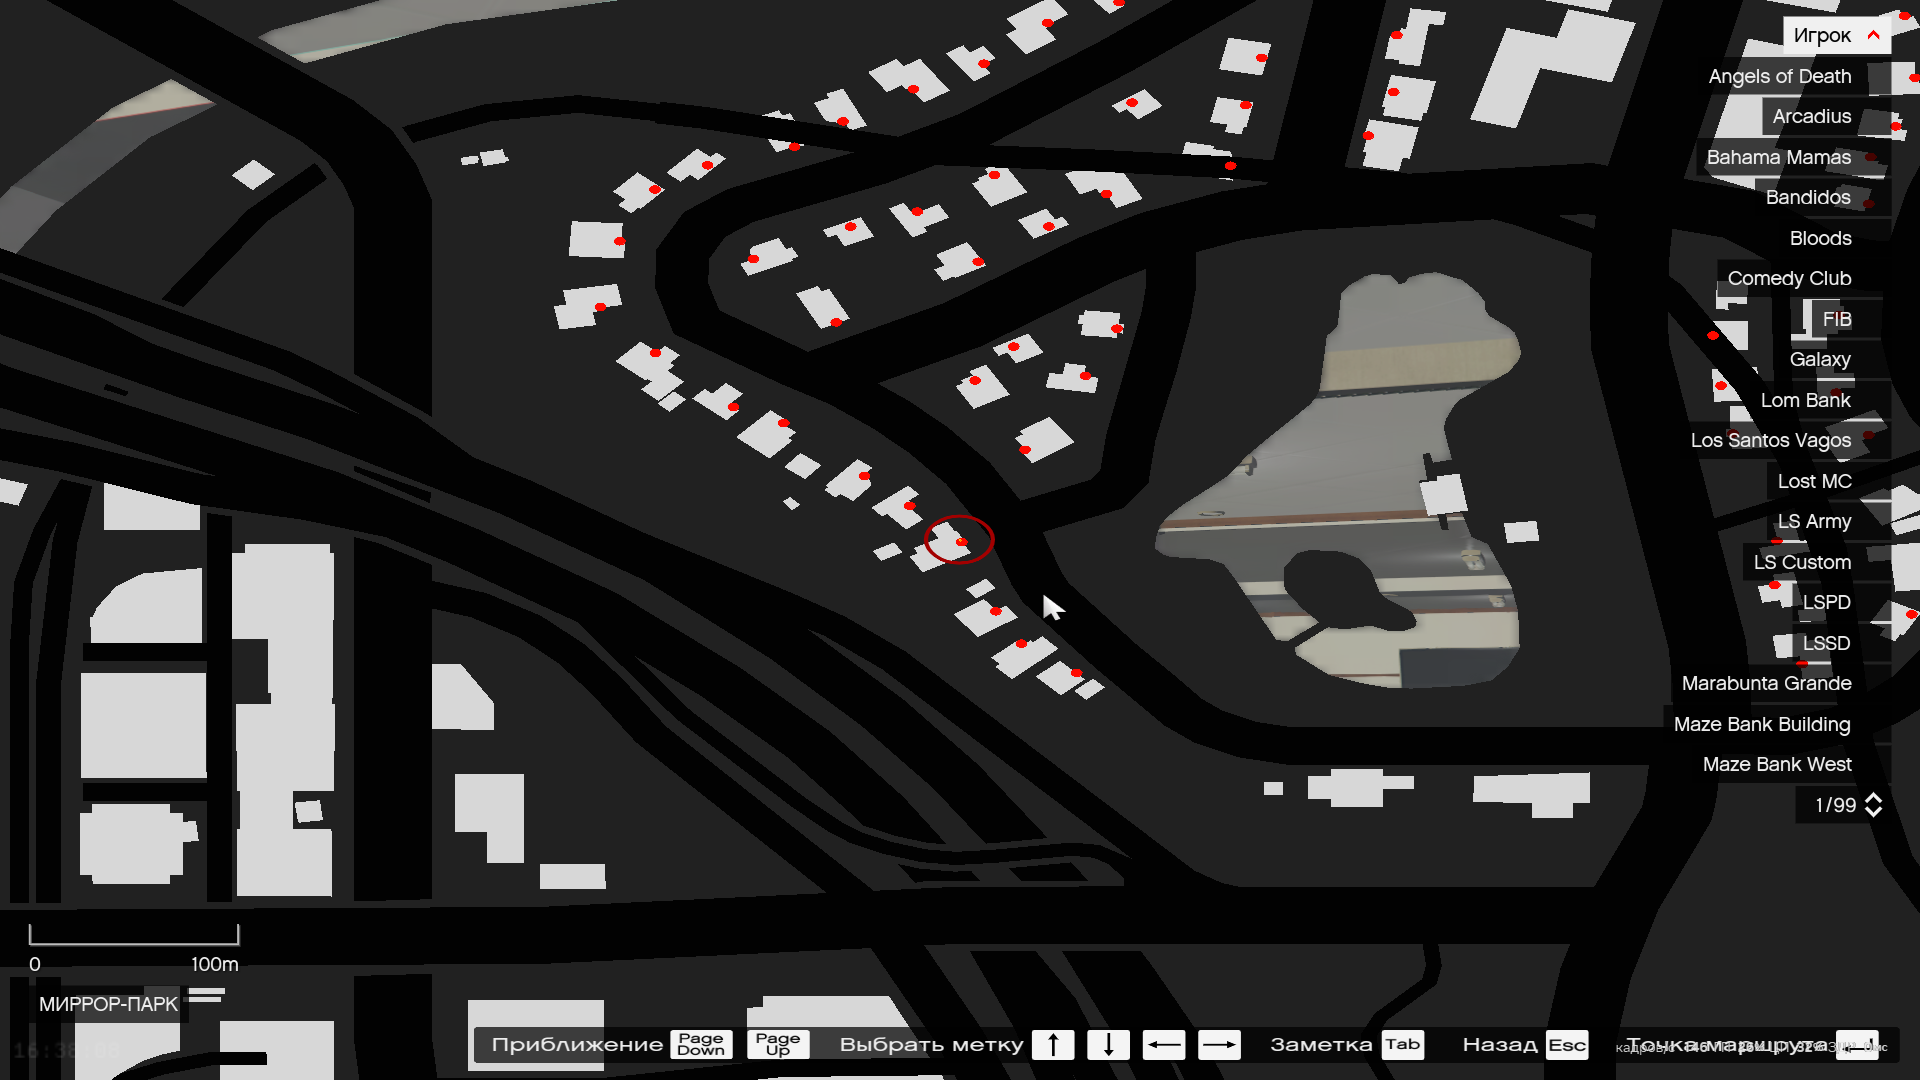 Игрок
Angels of Death
Arcadius
Bahama Mamas
Bandidos
Bloods
Comedy Club
FIB
Galaxy
Lom Bank
Los Santos Vagos
Lost MC
LS Army
LS Custom
LSPD
LSSD
Marabunta Grande
Maze Bank Building
Maze Bank West
1/99
0 100m
МИРРОР-ПАРК
Приближение Page Down Page Up Выбрать метку ↑ ↓ ← → Заметка Tab Назад Esc Точка маршрута